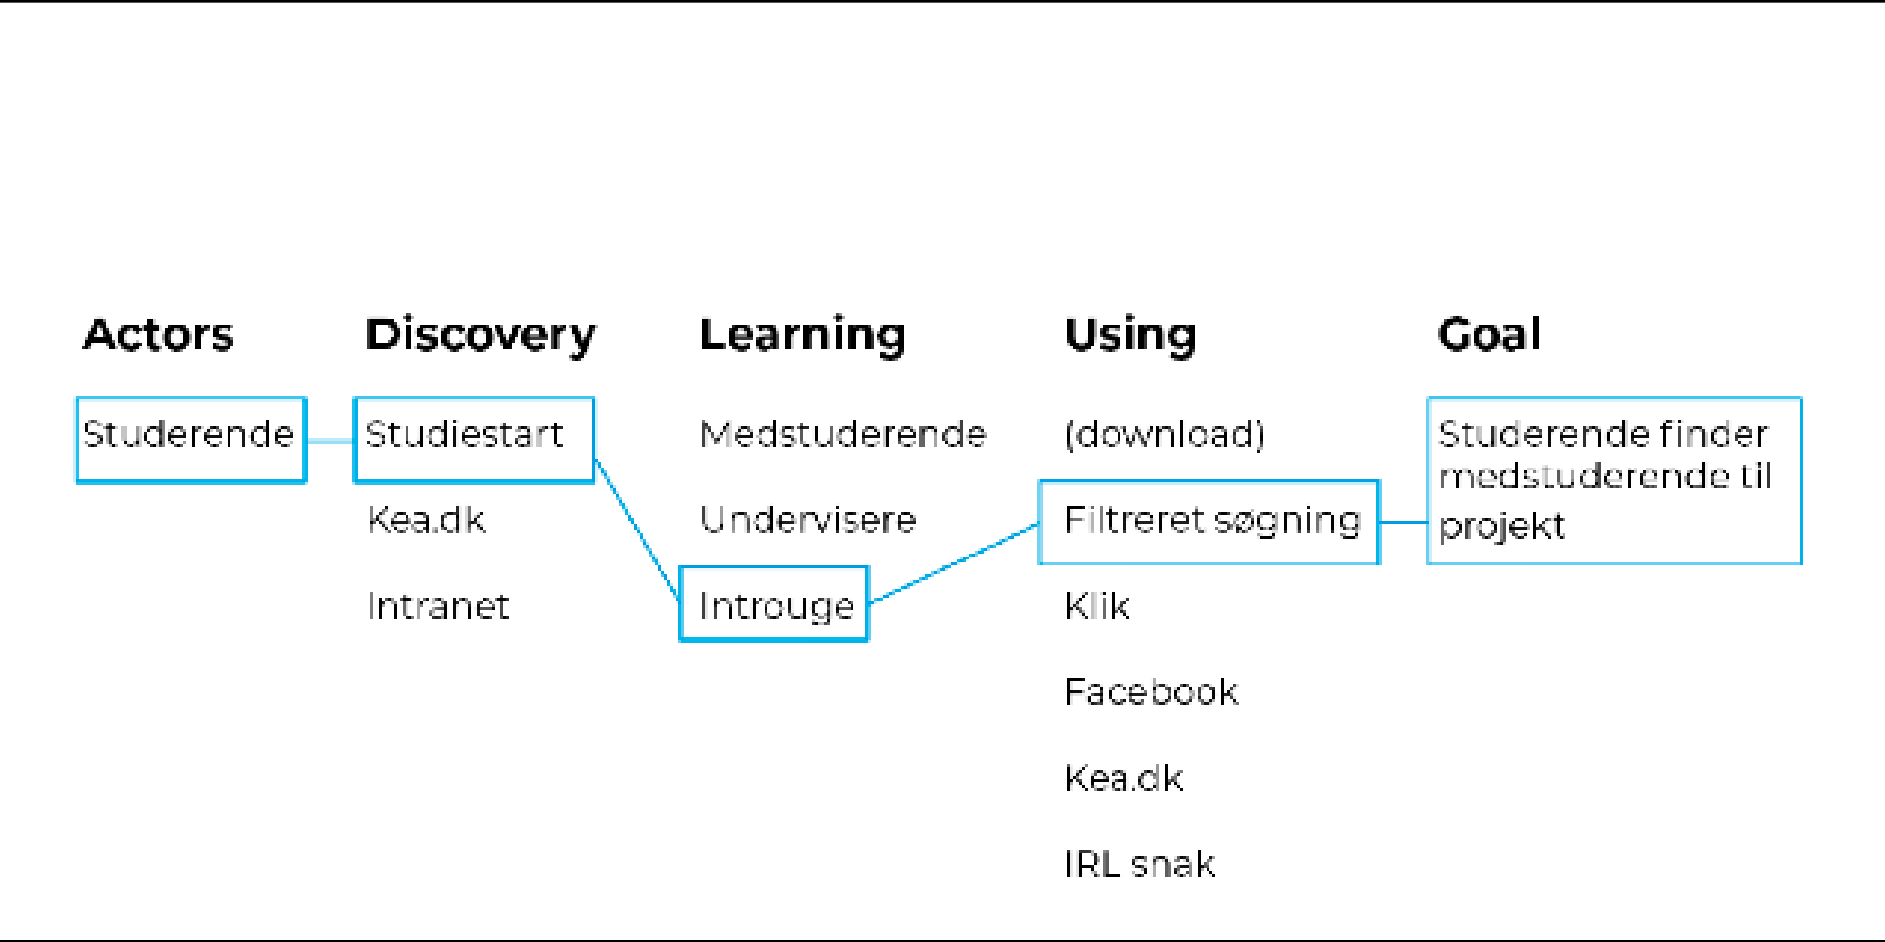 Actors
Discovery
Learning
Using
Goal
Studerende
Studiestart
Medstuderende
(download)
Studerende finder
medstuderende til
projekt
Kea.dk
Undervisere
Filtreret søgning
Intranet
Introuge
Klik
Facebook
Kea.dk
IRL snak